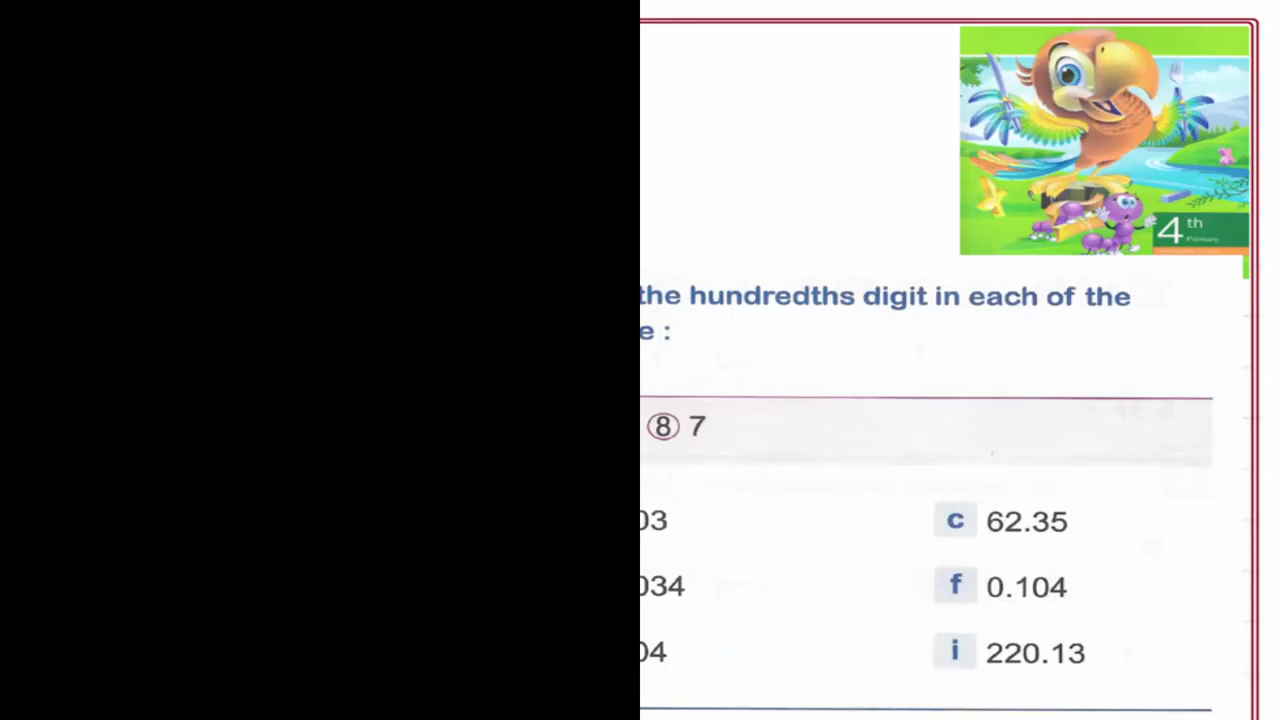 4th
Primary
the hundredths digit in each of the
e :
8 7
03
c 62.35
034
f 0.104
04
i 220.13